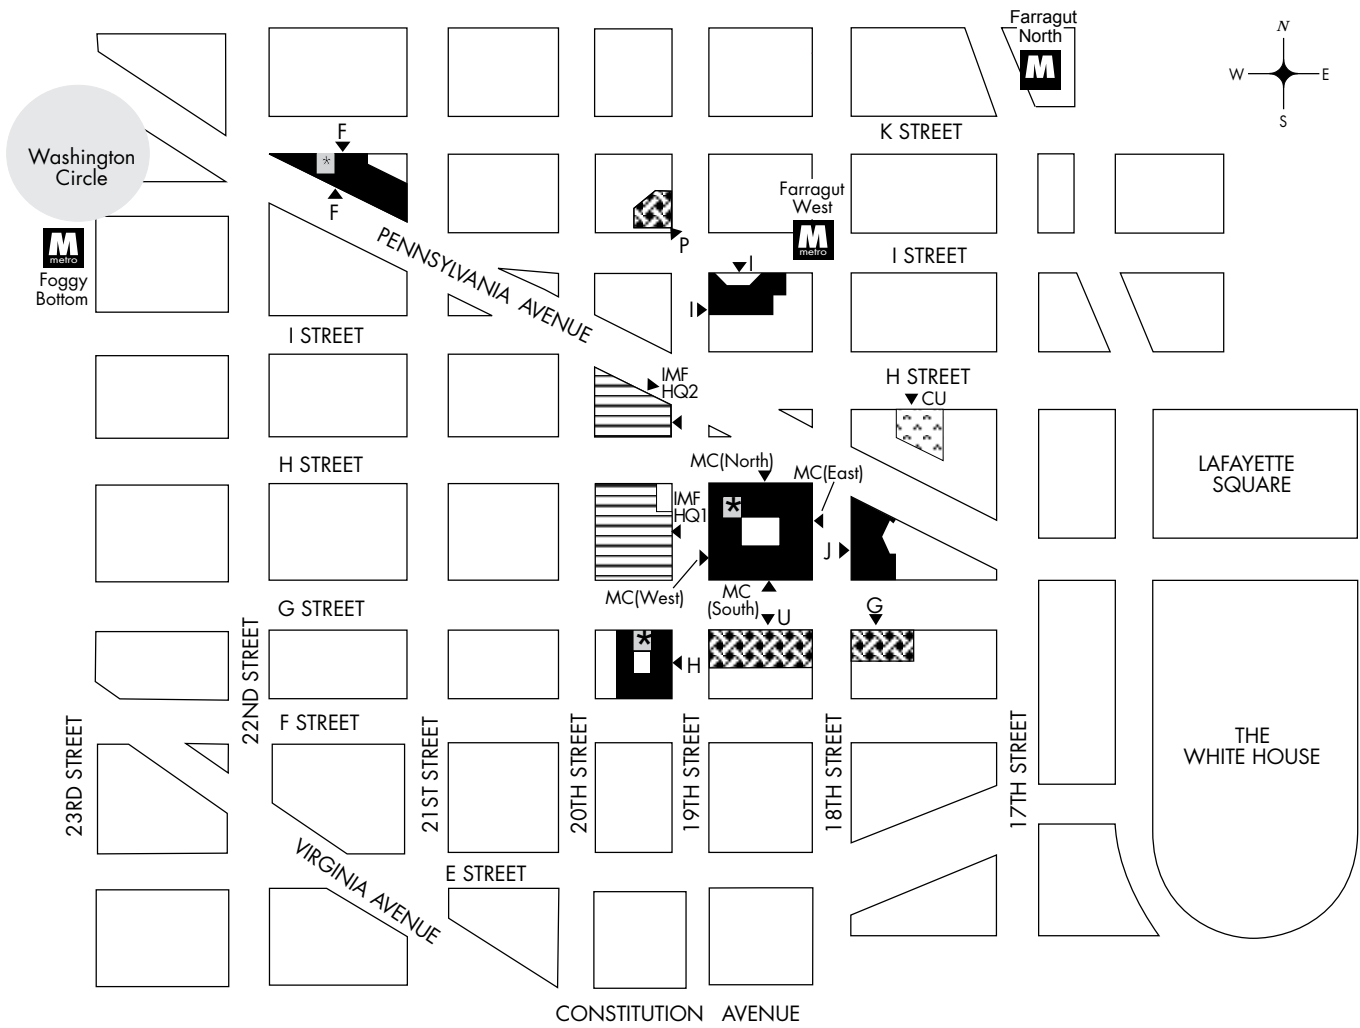 Farragut
North
M
N
W E
S
K STREET
F
*
F
Washington
Circle
M
metro
Foggy
Bottom
PENNSYLVANIA AVENUE
P
Farragut
West
M
metro
I STREET
I
I
I STREET
IMF
HQ2
H STREET
CU
H STREET
MC(North)
MC(East)
LAFAYETTE
SQUARE
IMF
HQ1
*
J
MC(West)
MC
(South)
G STREET
U
G
*
H
22ND STREET
F STREET
23RD STREET
21ST STREET
20TH STREET
19TH STREET
18TH STREET
17TH STREET
THE
WHITE HOUSE
VIRGINIA AVENUE
E STREET
CONSTITUTION AVENUE